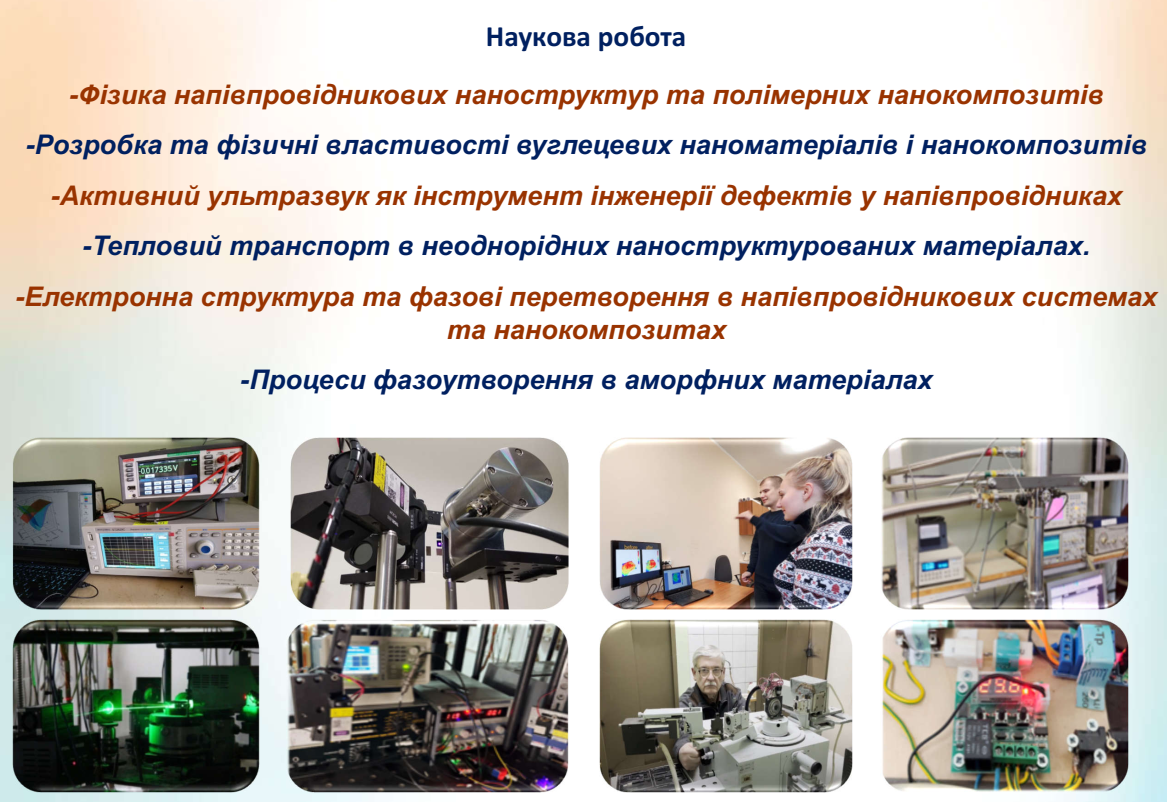 Наукова робота
-Фізика напівпровідникових наноструктур та полімерних нанокомпозитів
-Розробка та фізичні властивості вуглецевих наноматеріалів і нанокомпозитів
-Активний ультразвук як інструмент інженерії дефектів у напівпровідниках
-Тепловий транспорт в неоднорідних наноструктурованих матеріалах.
-Електронна структура та фазові перетворення в напівпровідникових системах
та нанокомпозитах
-Процеси фазоутворення в аморфних матеріалах